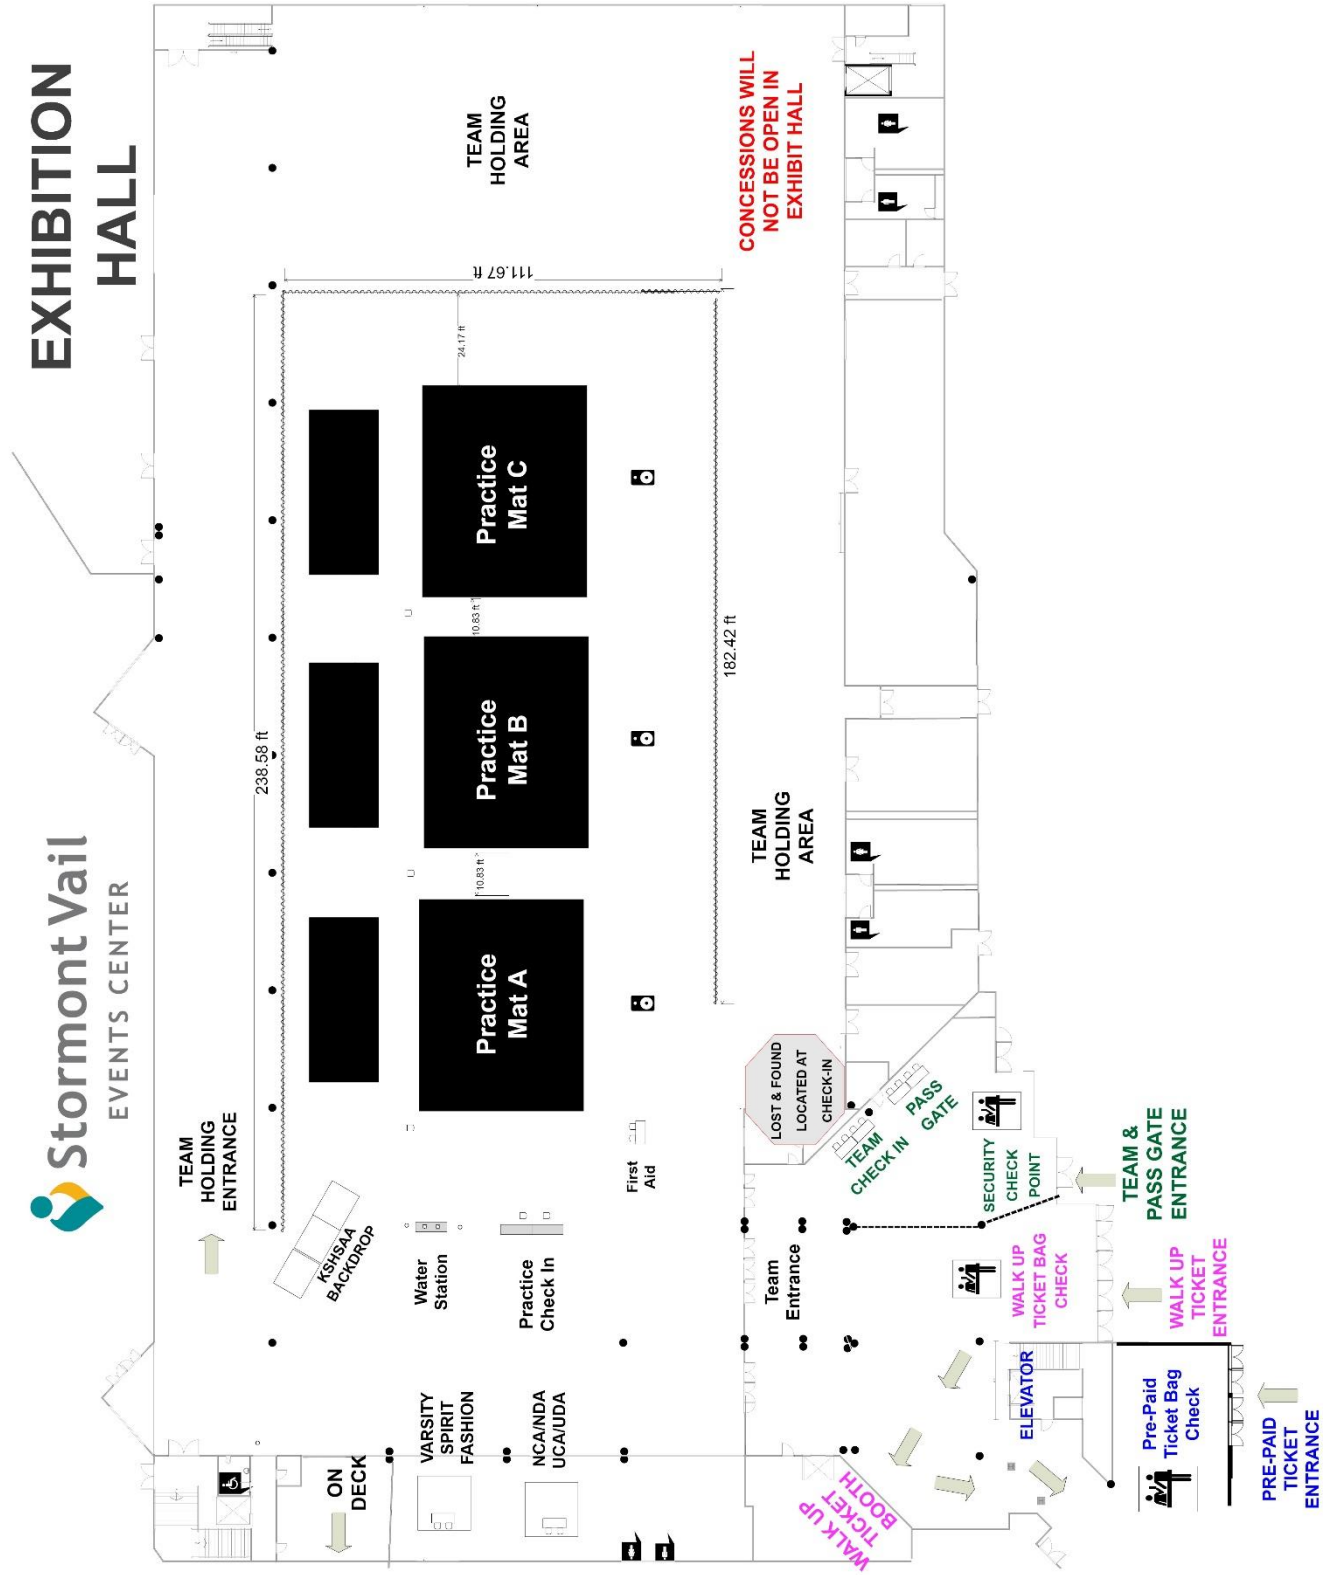 EXHIBITION
HALL
Stormont Vail
EVENTS CENTER
TEAM
HOLDING
AREA
CONCESSIONS WILL
NOT BE OPEN IN
EXHIBIT HALL
111.67 ft
24.17 ft
238.58 ft
182.42 ft
Practice
Mat C
10.83 ft
Practice
Mat B
10.83 ft
Practice
Mat A
TEAM
HOLDING
AREA
TEAM
HOLDING
ENTRANCE
KSHSAA
BACKDROP
Water
Station
Practice
Check In
First
Aid
LOST & FOUND
LOCATED AT
CHECK-IN
TEAM
CHECK IN
PASS
GATE
SECURITY
CHECK
POINT
TEAM &
PASS GATE
ENTRANCE
Team
Entrance
WALK UP
TICKET BAG
CHECK
WALK UP
TICKET
ENTRANCE
ON
DECK
VARSITY
SPIRIT
FASHION
NCA/NDA
UCA/UDA
WALK UP
TICKET
BOOTH
ELEVATOR
Pre-Paid
Ticket Bag
Check
PRE-PAID
TICKET
ENTRANCE